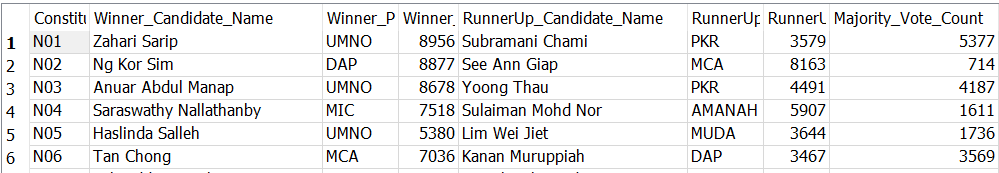 Constitu Winner_Candidate_Name Winner_P Winner_ RunnerUp_Candidate_Name RunnerUp RunnerU Majority_Vote_Count
1 N01 Zahari Sarip UMNO 8956 Subramani Chami PKR 3579 5377
2 N02 Ng Kor Sim DAP 8877 See Ann Giap MCA 8163 714
3 N03 Anuar Abdul Manap UMNO 8678 Yoong Thau PKR 4491 4187
4 N04 Saraswathy Nallathanby MIC 7518 Sulaiman Mohd Nor AMANAH 5907 1611
5 N05 Haslinda Salleh UMNO 5380 Lim Wei Jiet MUDA 3644 1736
6 N06 Tan Chong MCA 7036 Kanan Muruppiah DAP 3467 3569